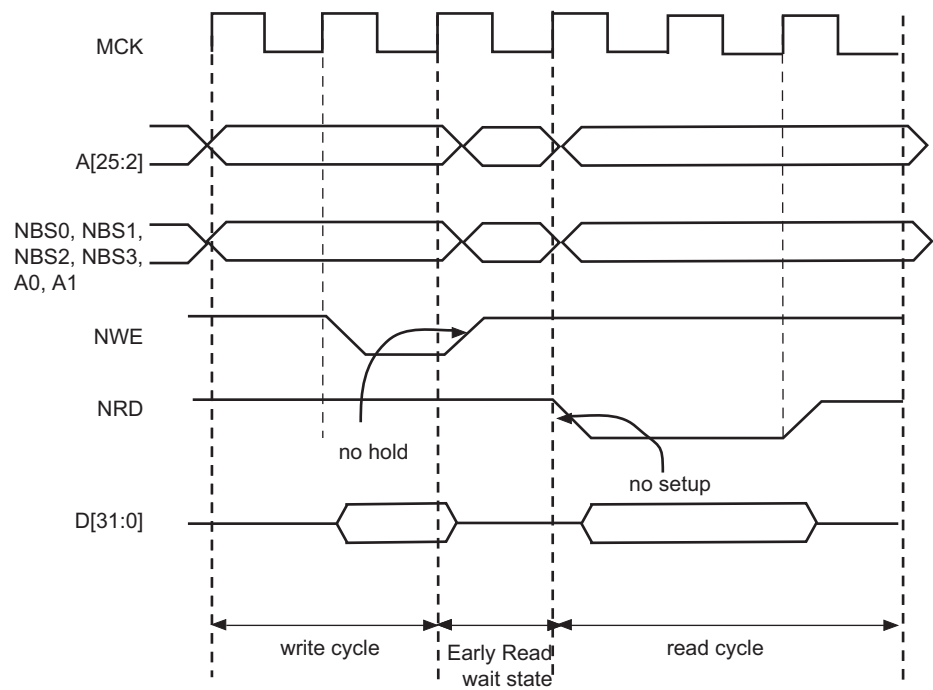 MCK
A[25:2]
NBS0, NBS1,
NBS2, NBS3,
A0, A1
NWE
NRD
no hold
no setup
D[31:0]
write cycle
Early Read
wait state
read cycle